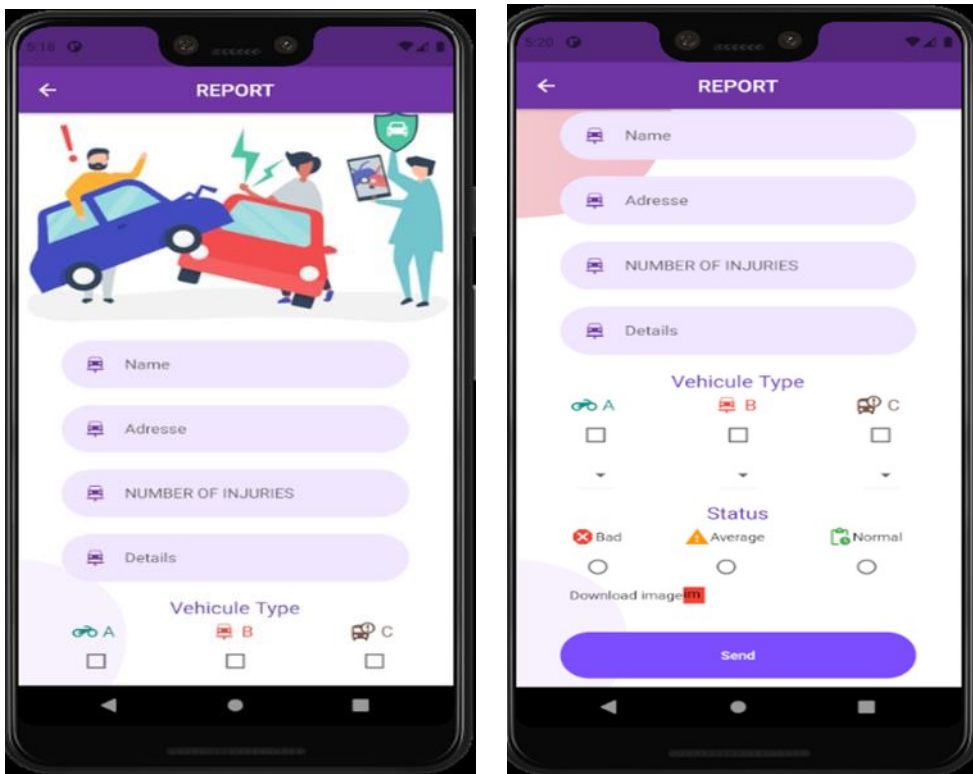 5:18
REPORT
Name
Adresse
NUMBER OF INJURIES
Details
Vehicule Type
A B C
5:20
REPORT
Name
Adresse
NUMBER OF INJURIES
Details
Vehicule Type
A B C
Status
Bad Average Normal
Download image im
Send